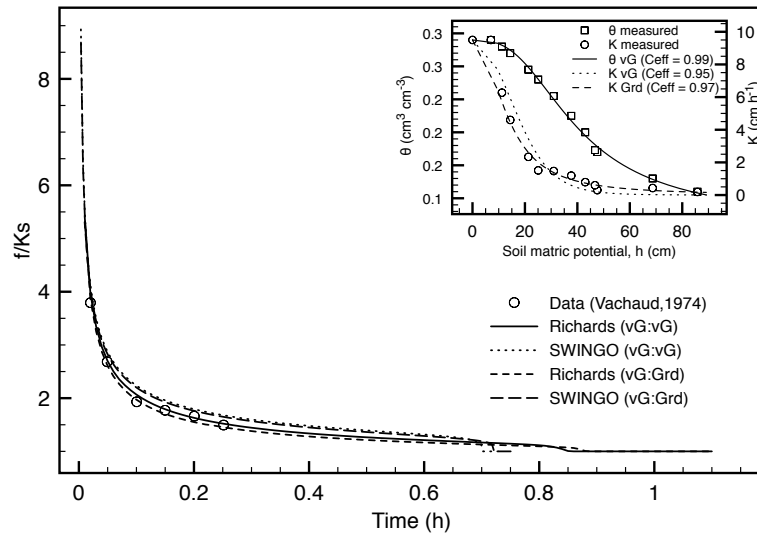 8
6
4
2
f/Ks
0
0.2
0.4
0.6
0.8
1
Time (h)
0.3
0.3
0.2
0.2
0.2
0.1
θ (cm³ cm⁻³)
10
8
6
4
2
0
K (cm h⁻¹)
0
20
40
60
80
100
Soil matric potential, h (cm)
θ measured
K measured
θ vG (Ceff = 0.99)
K vG (Ceff = 0.95)
K Grd (Ceff = 0.97)
Data (Vachaud,1974)
Richards (vG:vG)
SWINGO (vG:vG)
Richards (vG:Grd)
SWINGO (vG:Grd)